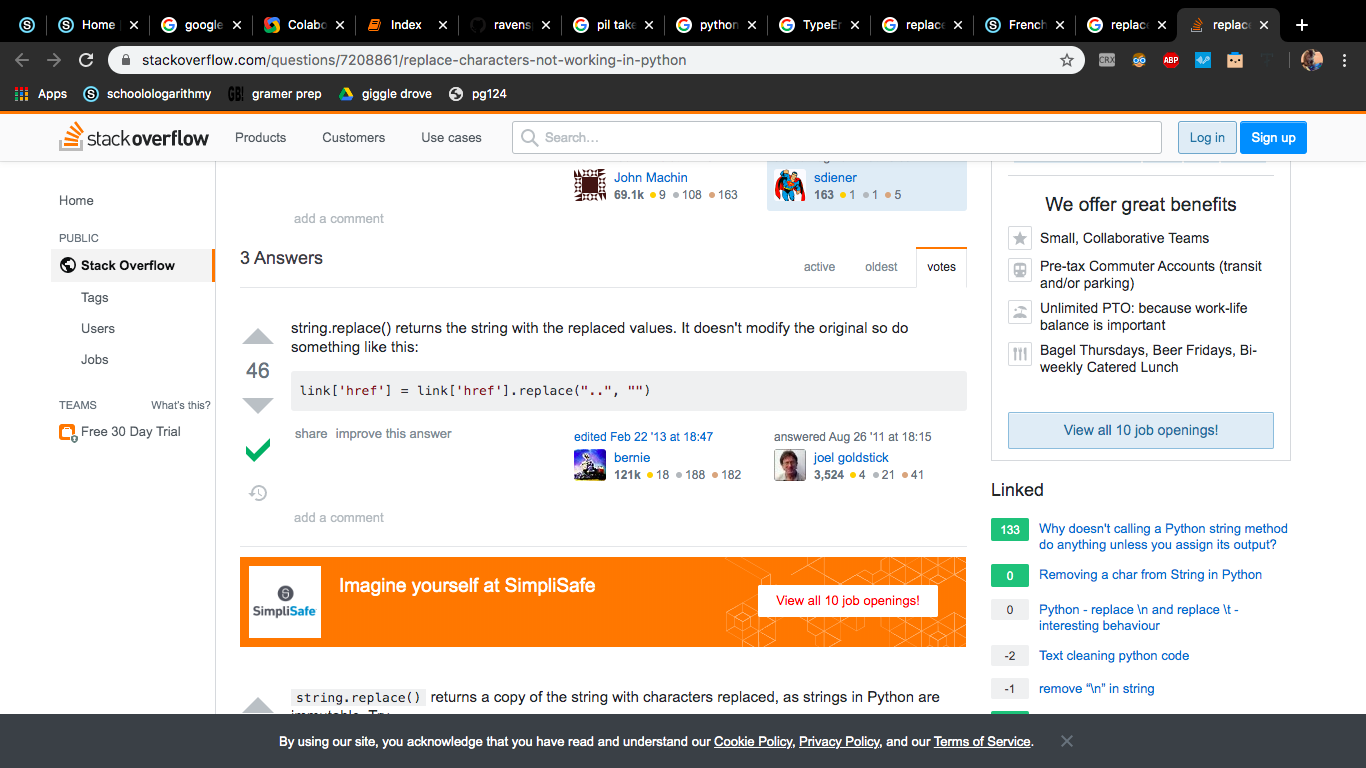 Home
google
Colabo
Index
ravens
pil take
python
TypeEr
replace
French
replac
replac
stackoverflow.com/questions/7208861/replace-characters-not-working-in-python
CRX
ABP
Apps
schoolologarithmy
GB!
gramer prep
giggle drove
pg124
stackoverflow
Products
Customers
Use cases
Search…
Log in
Sign up
Home
PUBLIC
Stack Overflow
Tags
Users
Jobs
TEAMS
What's this?
Free 30 Day Trial
John Machin
69.1k 9 108 163
sdiener
163 1 1 5
add a comment
3 Answers
active
oldest
votes
46
string.replace() returns the string with the replaced values. It doesn't modify the original so do
something like this:
link['href'] = link['href'].replace("..", "")
share improve this answer
edited Feb 22 '13 at 18:47
bernie
121k 18 188 182
answered Aug 26 '11 at 18:15
joel goldstick
3,524 4 21 41
add a comment
SimpliSafe
Imagine yourself at SimpliSafe
View all 10 job openings!
string.replace() returns a copy of the string with characters replaced, as strings in Python are
We offer great benefits
Small, Collaborative Teams
Pre-tax Commuter Accounts (transit
and/or parking)
Unlimited PTO: because work-life
balance is important
Bagel Thursdays, Beer Fridays, Bi-
weekly Catered Lunch
View all 10 job openings!
Linked
133 Why doesn't calling a Python string method
do anything unless you assign its output?
0 Removing a char from String in Python
0 Python - replace \n and replace \t -
interesting behaviour
-2 Text cleaning python code
-1 remove “\n” in string
By using our site, you acknowledge that you have read and understand our Cookie Policy, Privacy Policy, and our Terms of Service.